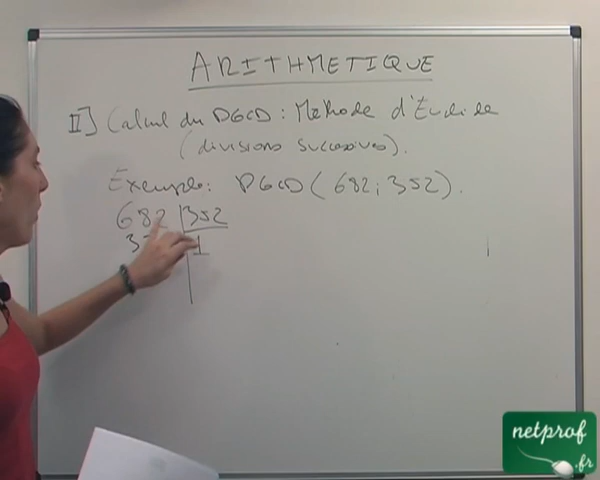 ARITHMETIQUE
II] Calcul du PGCD : Méthode d'Euclide
(divisions successives).
Exemple : PGCD (682 ; 352).
682 352
3 1
netprof
.fr